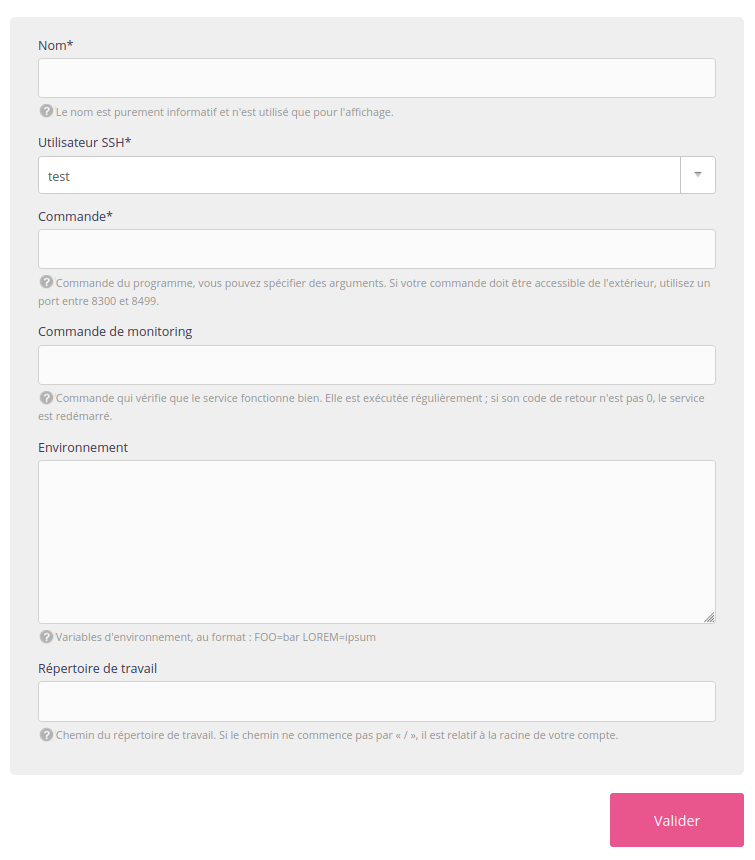 Nom*
Le nom est purement informatif et n'est utilisé que pour l'affichage.
Utilisateur SSH*
test
Commande*
Commande du programme, vous pouvez spécifier des arguments. Si votre commande doit être accessible de l'extérieur, utilisez un
port entre 8300 et 8499.
Commande de monitoring
Commande qui vérifie que le service fonctionne bien. Elle est exécutée régulièrement ; si son code de retour n'est pas 0, le service
est redémarré.
Environnement
Variables d'environnement, au format : FOO=bar LOREM=ipsum
Répertoire de travail
Chemin du répertoire de travail. Si le chemin ne commence pas par « / », il est relatif à la racine de votre compte.
Valider